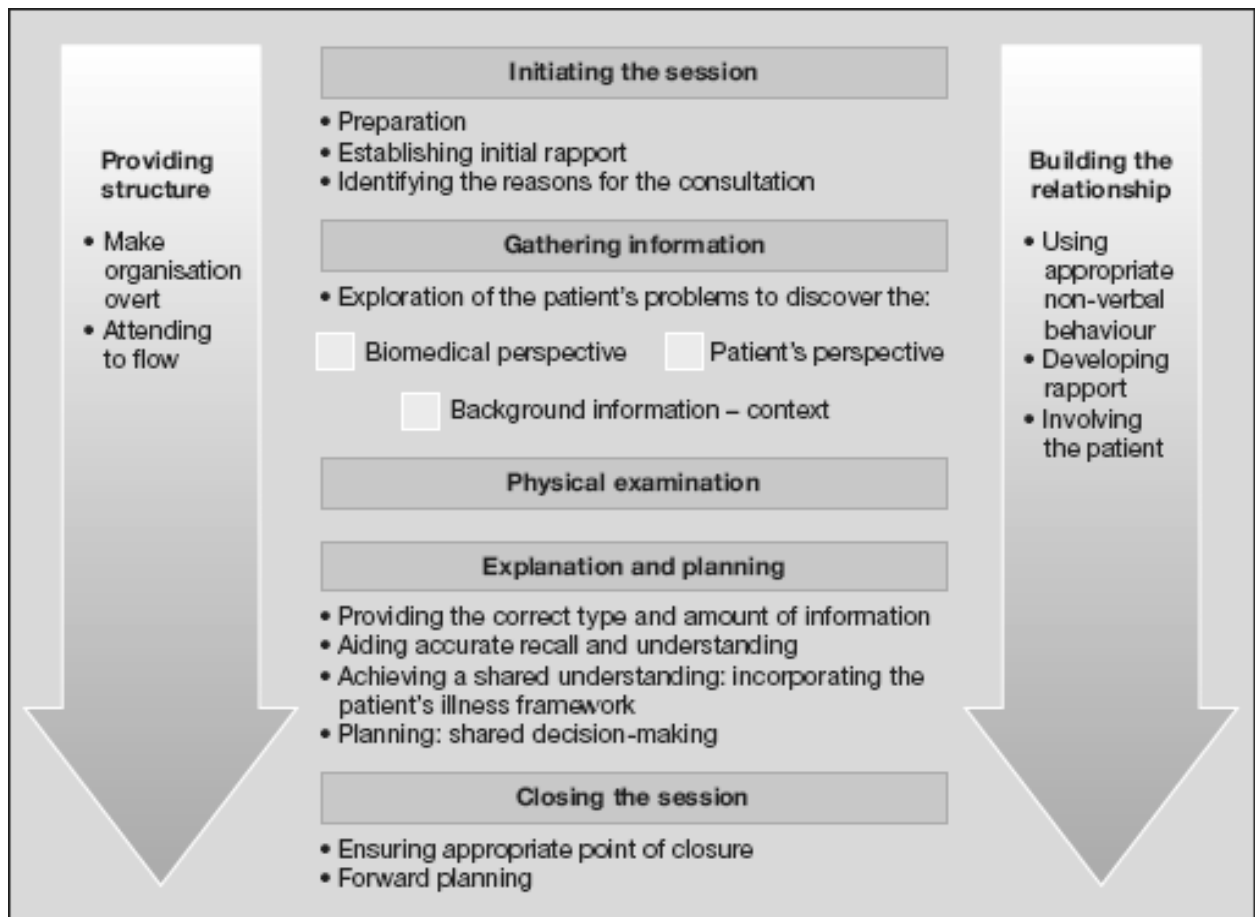 Providing
structure
• Make
organisation
overt
• Attending
to flow
Initiating the session
• Preparation
• Establishing initial rapport
• Identifying the reasons for the consultation
Gathering information
• Exploration of the patient's problems to discover the:
Biomedical perspective
Patient's perspective
Background information – context
Physical examination
Explanation and planning
• Providing the correct type and amount of information
• Aiding accurate recall and understanding
• Achieving a shared understanding: incorporating the
patient's illness framework
• Planning: shared decision-making
Closing the session
• Ensuring appropriate point of closure
• Forward planning
Building the
relationship
• Using
appropriate
non-verbal
behaviour
• Developing
rapport
• Involving
the patient